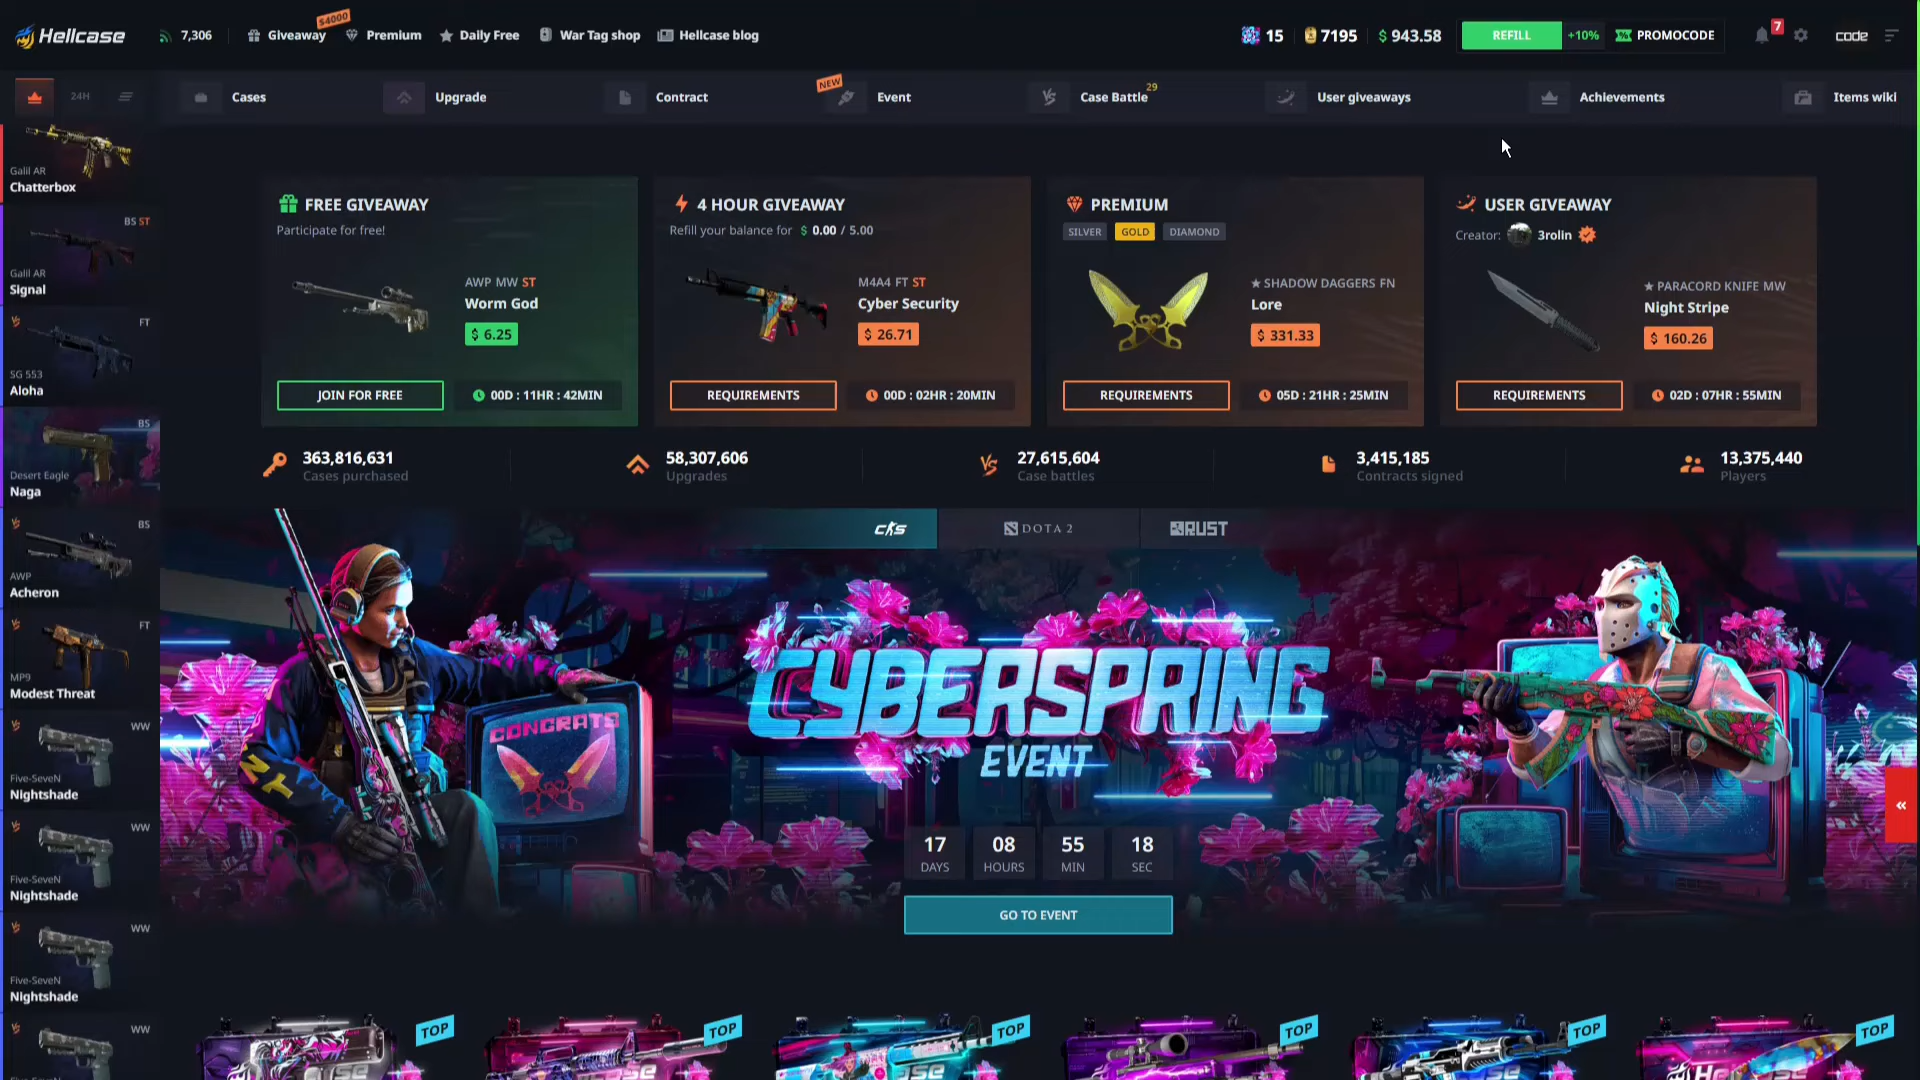 Hellcase
7,306
Giveaway
$4000
Premium
Daily Free
War Tag shop
Hellcase blog
15
7195
$ 943.58
REFILL
+10%
PROMOCODE
7
code
24H
Cases
Upgrade
Contract
NEW
Event
Case Battle
29
User giveaways
Achievements
Items wiki
Galil AR
Chatterbox
BS ST
Galil AR
Signal
FT
SG 553
Aloha
BS
Desert Eagle
Naga
BS
AWP
Acheron
FT
MP9
Modest Threat
WW
Five-SeveN
Nightshade
WW
Five-SeveN
Nightshade
WW
Five-SeveN
Nightshade
WW
FREE GIVEAWAY
Participate for free!
AWP MW ST
Worm God
$ 6.25
JOIN FOR FREE
00D : 11HR : 42MIN
4 HOUR GIVEAWAY
Refill your balance for $ 0.00 / 5.00
M4A4 FT ST
Cyber Security
$ 26.71
REQUIREMENTS
00D : 02HR : 20MIN
PREMIUM
SILVER
GOLD
DIAMOND
★ SHADOW DAGGERS FN
Lore
$ 331.33
REQUIREMENTS
05D : 21HR : 25MIN
USER GIVEAWAY
Creator: 3rolin
★ PARACORD KNIFE MW
Night Stripe
$ 160.26
REQUIREMENTS
02D : 07HR : 55MIN
363,816,631
Cases purchased
58,307,606
Upgrades
27,615,604
Case battles
3,415,185
Contracts signed
13,375,440
Players
CS
DOTA 2
RUST
CONGRATS
CYBERSPRING
EVENT
17
DAYS
08
HOURS
55
MIN
18
SEC
GO TO EVENT
«
TOP
TOP
TOP
TOP
TOP
TOP